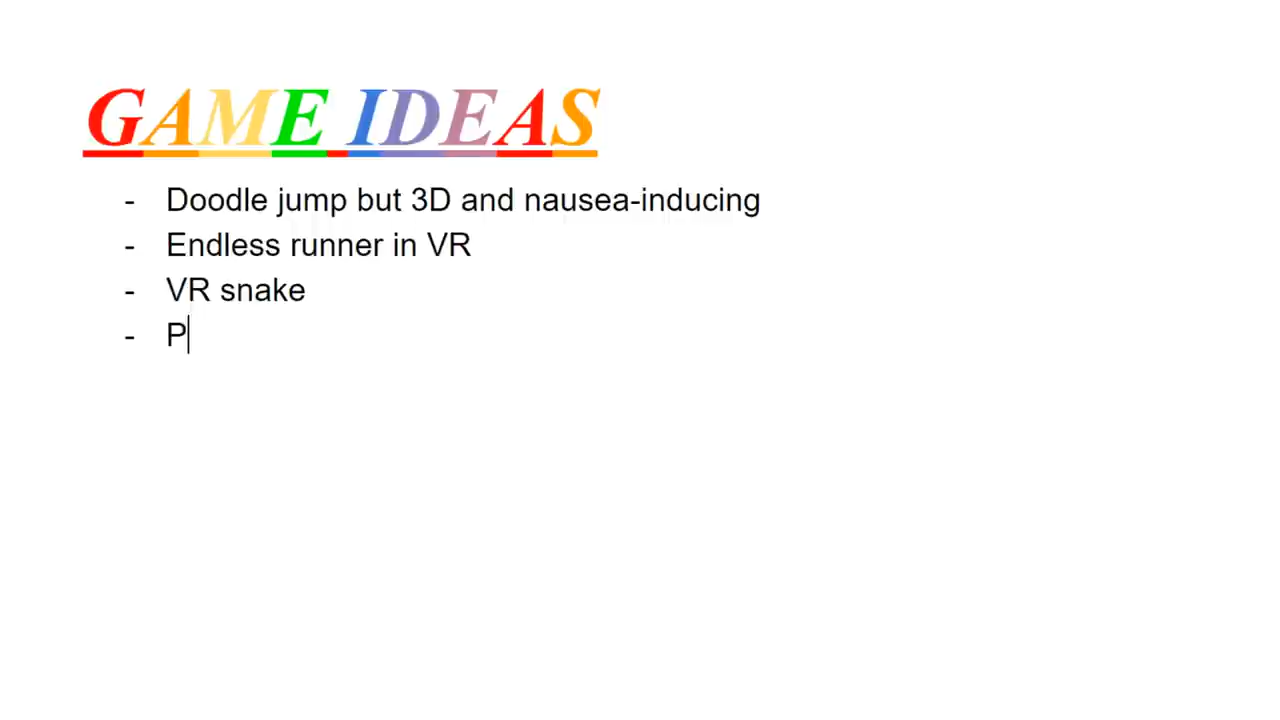 GAME IDEAS
- Doodle jump but 3D and nausea-inducing
- Endless runner in VR
- VR snake
- P